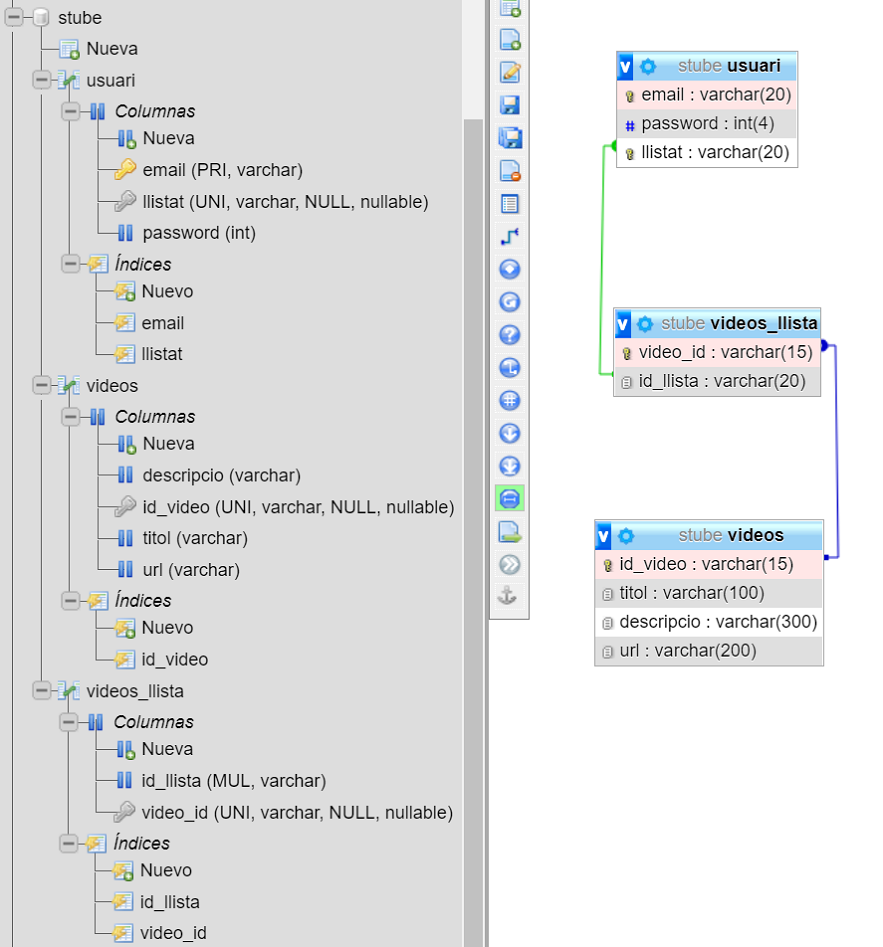 stube
Nueva
usuari
Columnas
Nueva
email (PRI, varchar)
llistat (UNI, varchar, NULL, nullable)
password (int)
Índices
Nuevo
email
llistat
videos
Columnas
Nueva
descripcio (varchar)
id_video (UNI, varchar, NULL, nullable)
titol (varchar)
url (varchar)
Índices
Nuevo
id_video
videos_llista
Columnas
Nueva
id_llista (MUL, varchar)
video_id (UNI, varchar, NULL, nullable)
Índices
Nuevo
id_llista
video_id
v stube usuari
email : varchar(20)
# password : int(4)
llistat : varchar(20)
v stube videos_llista
video_id : varchar(15)
id_llista : varchar(20)
v stube videos
id_video : varchar(15)
titol : varchar(100)
descripcio : varchar(300)
url : varchar(200)